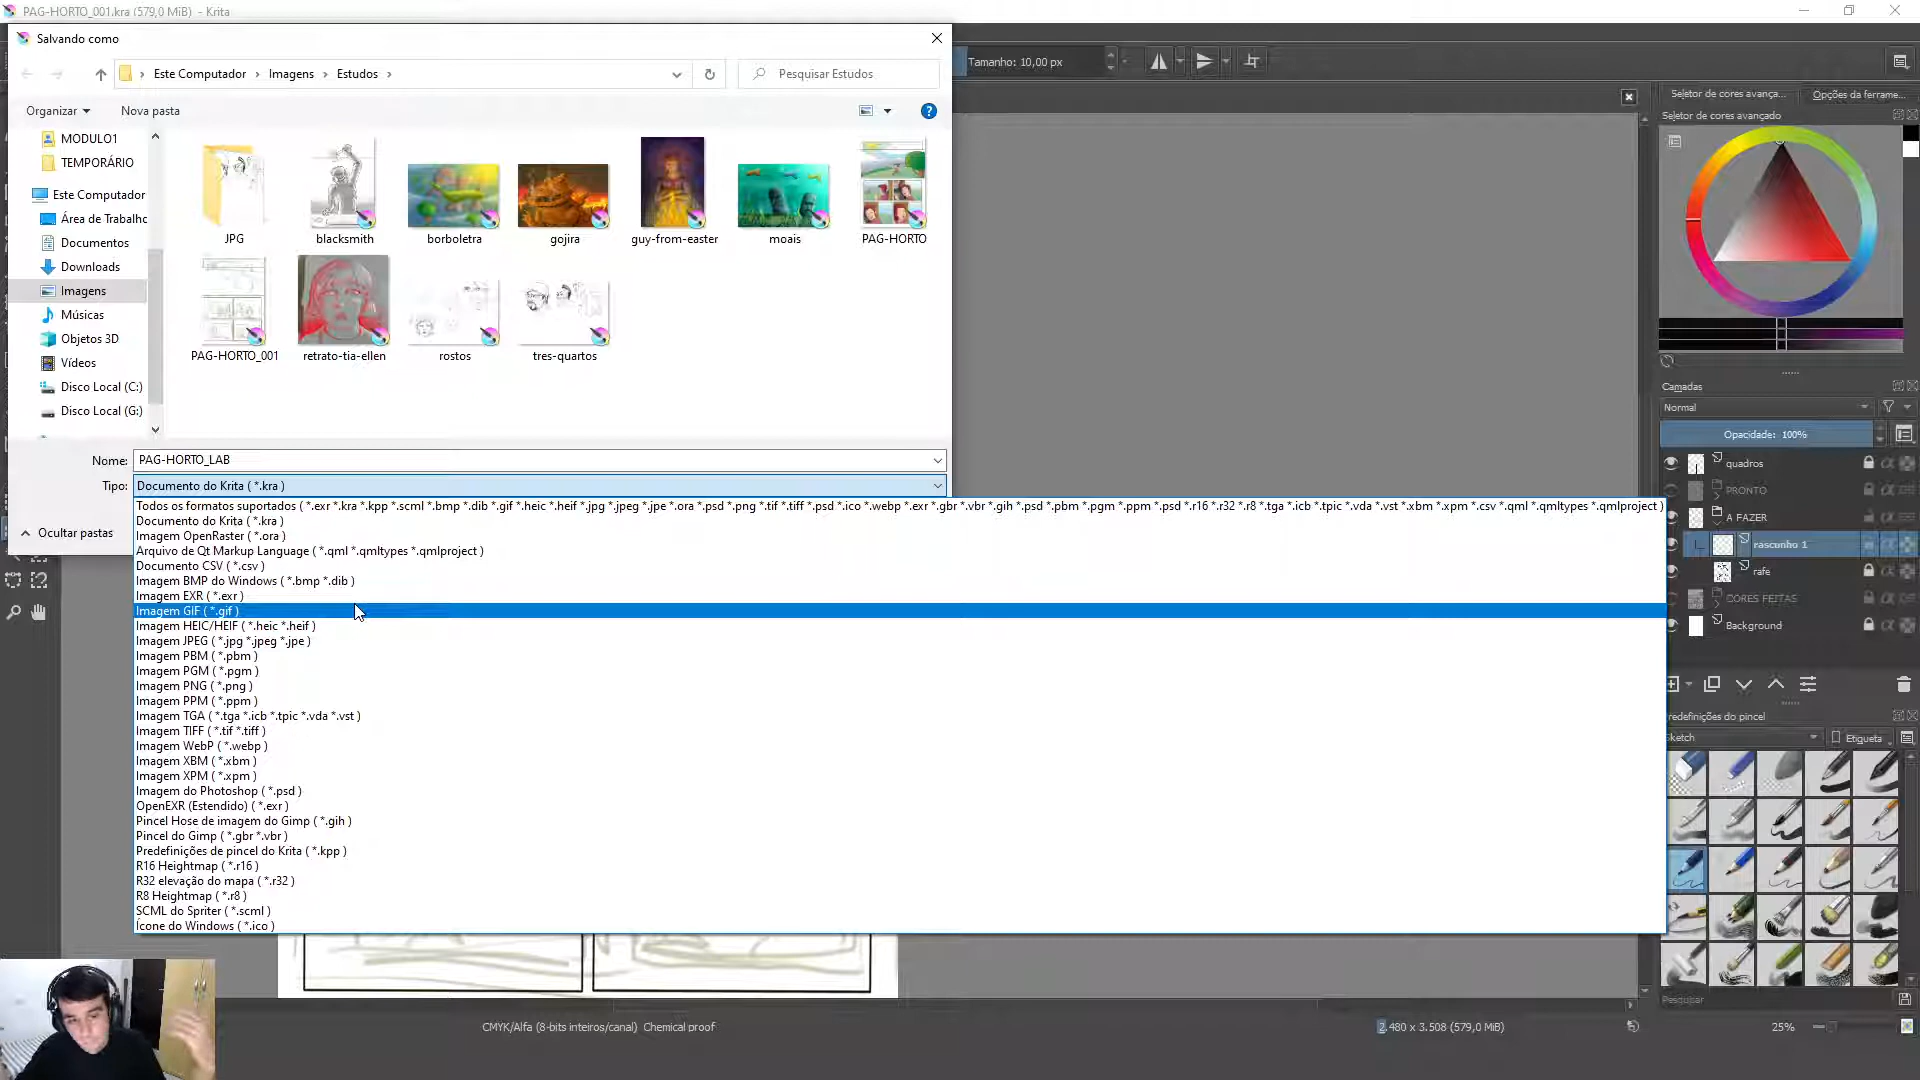 PAG-HORTO_001.kra (579,0 MiB) - Krita
Salvando como
Este Computador > Imagens > Estudos >
Pesquisar Estudos
Tamanho: 10,00 px
Organizar
Nova pasta
Sejetor de cores avança...
Opções da ferrame...
Sejetor de cores avançado
MODULO1
TEMPORÁRIO
Este Computador
Área de Trabalho
Documentos
Downloads
Imagens
Músicas
Objetos 3D
Vídeos
Disco Local (C:)
Disco Local (G:)
JPG
blacksmith
borboletra
gojira
guy-from-easter
moais
PAG-HORTO
PAG-HORTO_001
retrato-tia-ellen
rostos
tres-quartos
Nome: PAG-HORTO_LAB
Tipo: Documento do Krita ( *.kra )
Ocultar pastas
Todos os formatos suportados ( *.exr *.kra *.kpp *.scml *.bmp *.dib *.gif *.heic *.heif *.jpg *.jpeg *.jpe *.ora *.psd *.png *.tif *.tiff *.psd *.ico *.webp *.exr *.gbr *.vbr *.gih *.psd *.pbm *.pgm *.ppm *.psd *.r16 *.r32 *.r8 *.tga *.icb *.tpic *.vda *.vst *.xbm *.xpm *.csv *.qml *.qmltypes *.qmlproject )
Documento do Krita ( *.kra )
Imagem OpenRaster ( *.ora )
Arquivo de Qt Markup Language ( *.qml *.qmltypes *.qmlproject )
Documento CSV ( *.csv )
Imagem BMP do Windows ( *.bmp *.dib )
Imagem EXR ( *.exr )
Imagem GIF ( *.gif )
Imagem HEIC/HEIF ( *.heic *.heif )
Imagem JPEG ( *.jpg *.jpeg *.jpe )
Imagem PBM ( *.pbm )
Imagem PGM ( *.pgm )
Imagem PNG ( *.png )
Imagem PPM ( *.ppm )
Imagem TGA ( *.tga *.icb *.tpic *.vda *.vst )
Imagem TIFF ( *.tif *.tiff )
Imagem WebP ( *.webp )
Imagem XBM ( *.xbm )
Imagem XPM ( *.xpm )
Imagem do Photoshop ( *.psd )
OpenEXR (Estendido) ( *.exr )
Pincel Hose de imagem do Gimp ( *.gih )
Pincel do Gimp ( *.gbr *.vbr )
Predefinições de pincel do Krita ( *.kpp )
R16 Heightmap ( *.r16 )
R32 elevação do mapa ( *.r32 )
R8 Heightmap ( *.r8 )
SCML do Spriter ( *.scml )
Ícone do Windows ( *.ico )
Camadas
Normal
Opacidade: 100%
quadros
PRONTO
A FAZER
rascunho 1
rafe
CORES FEITAS
Background
redefinições do pincel
Sketch
Etiqueta
Pesquisar
CMYK/Alfa (8-bits inteiros/canal) Chemical proof
2.480 x 3.508 (579,0 MiB)
25%